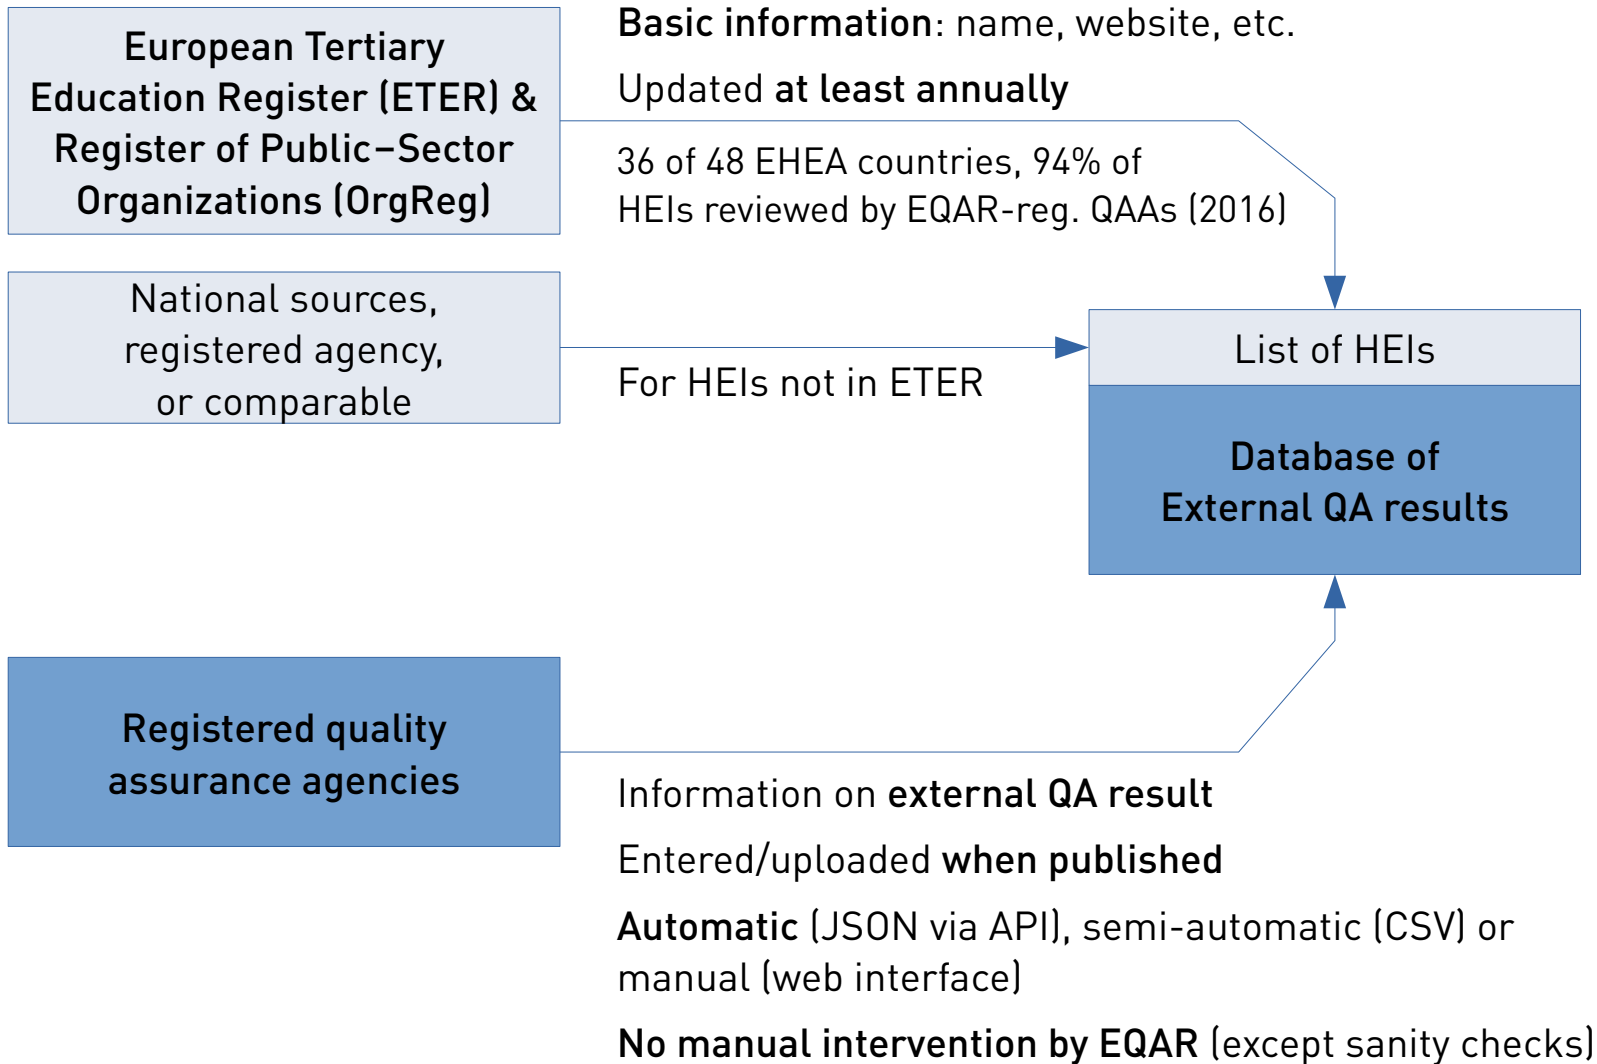 European Tertiary
Education Register (ETER) &
Register of Public–Sector
Organizations (OrgReg)
Basic information: name, website, etc.
Updated at least annually
36 of 48 EHEA countries, 94% of
HEIs reviewed by EQAR-reg. QAAs (2016)
National sources,
registered agency,
or comparable
For HEIs not in ETER
List of HEIs
Database of
External QA results
Registered quality
assurance agencies
Information on external QA result
Entered/uploaded when published
Automatic (JSON via API), semi-automatic (CSV) or
manual (web interface)
No manual intervention by EQAR (except sanity checks)